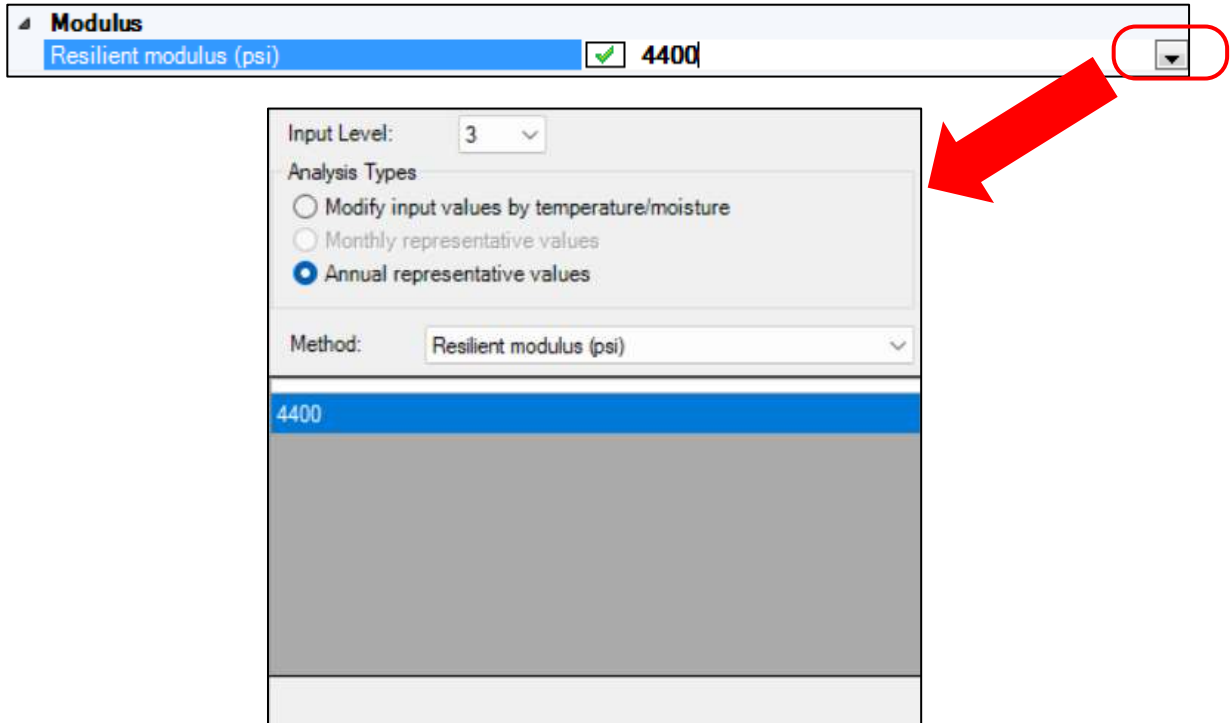 Modulus
Resilient modulus (psi) 4400
Input Level: 3
Analysis Types
Modify input values by temperature/moisture
Monthly representative values
Annual representative values
Method: Resilient modulus (psi)
4400